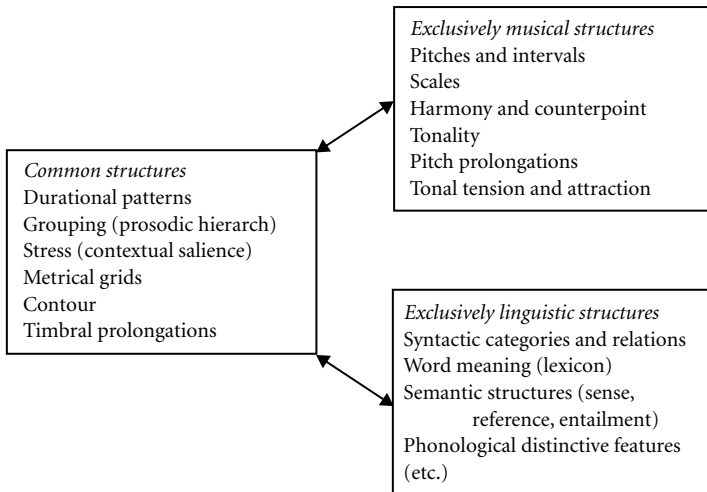 Exclusively musical structures
Pitches and intervals
Scales
Harmony and counterpoint
Tonality
Pitch prolongations
Tonal tension and attraction
Common structures
Durational patterns
Grouping (prosodic hierarch)
Stress (contextual salience)
Metrical grids
Contour
Timbral prolongations
Exclusively linguistic structures
Syntactic categories and relations
Word meaning (lexicon)
Semantic structures (sense,
reference, entailment)
Phonological distinctive features
(etc.)